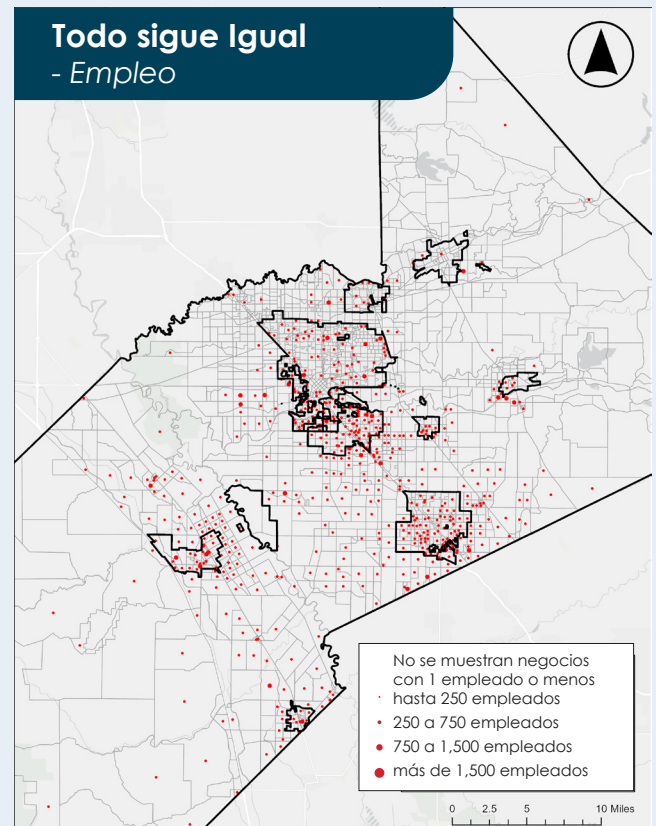 Todo sigue Igual
- Empleo
No se muestran negocios
con 1 empleado o menos
hasta 250 empleados
250 a 750 empleados
750 a 1,500 empleados
más de 1,500 empleados
0 2.5 5 10 Miles